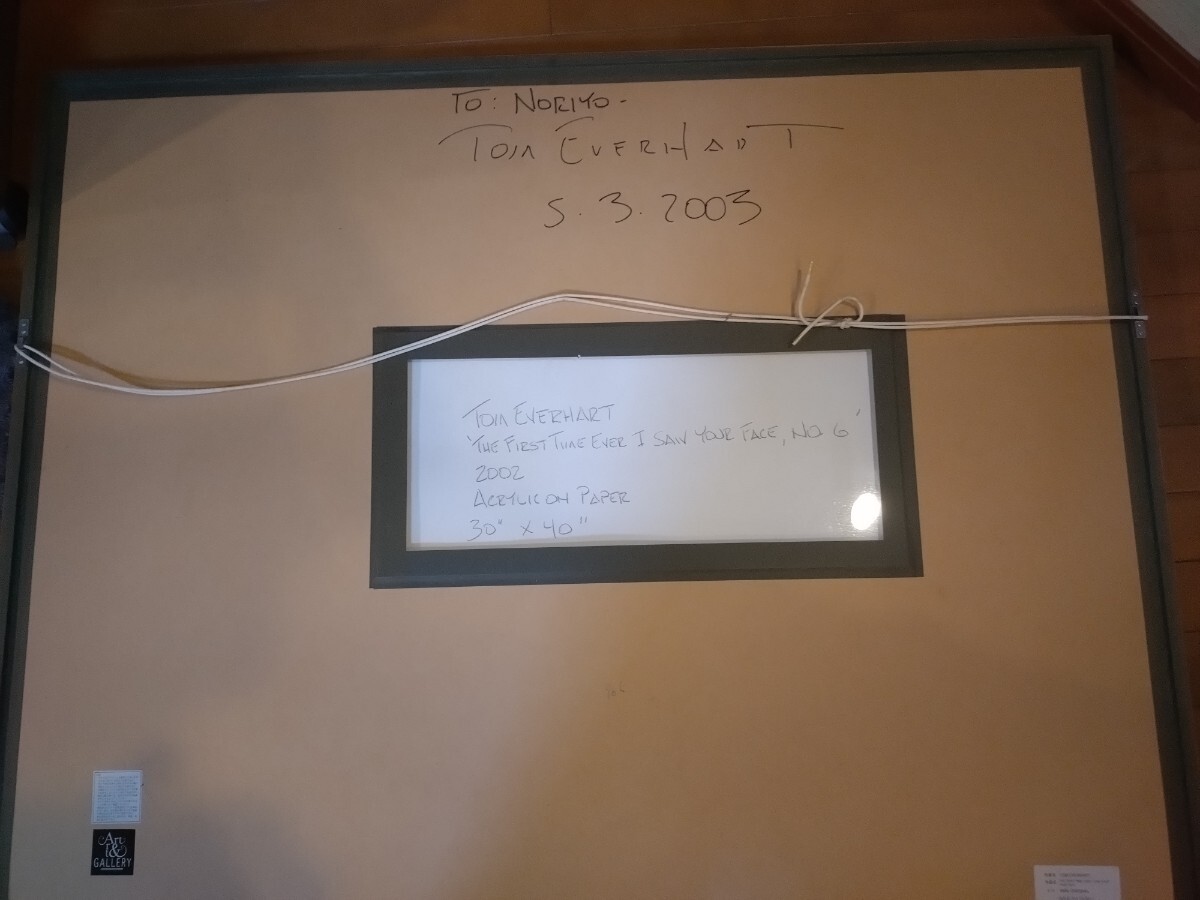 TO: NORIYO -
TOM EVERHART
5.3.2003
TOM EVERHART
'THE FIRST TIME EVER I SAW YOUR FACE, NO. 6'
2002
ACRYLIC ON PAPER
30" X 40"
Art
&
GALLERY